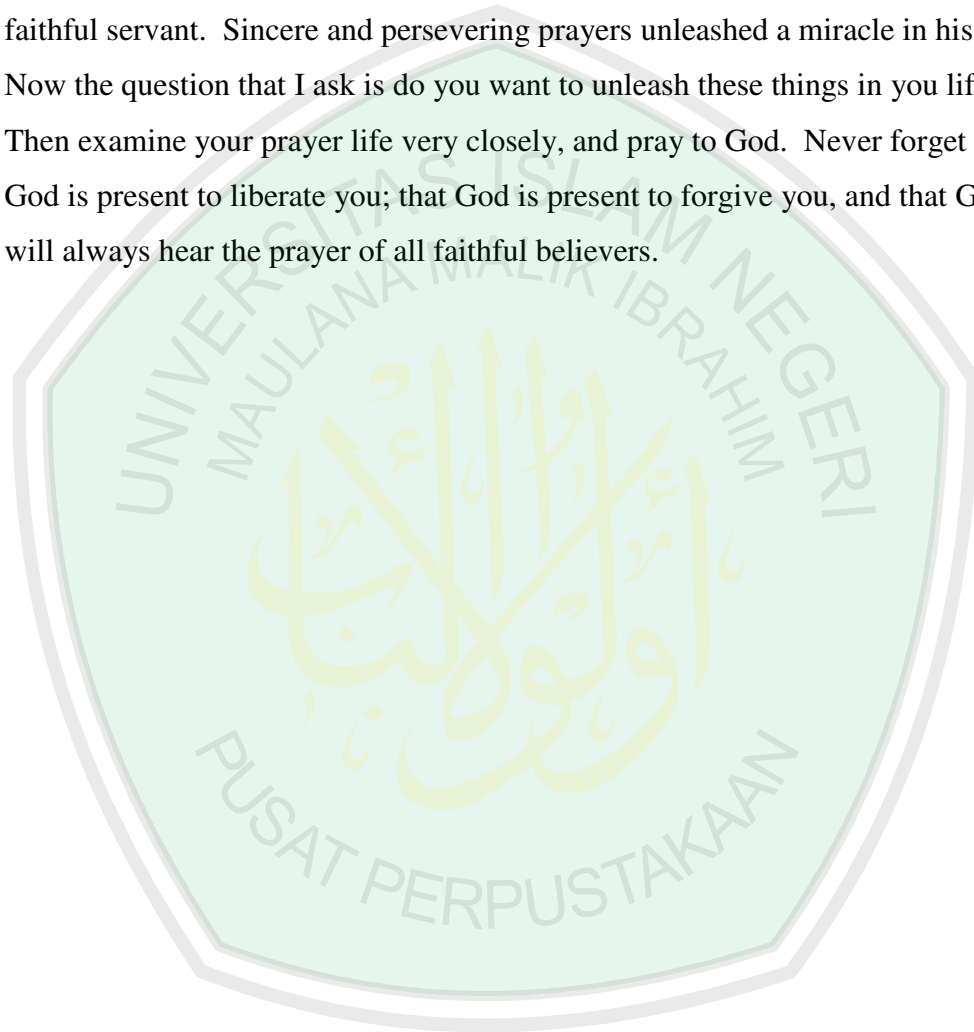 faithful servant.  Sincere and persevering prayers unleashed a miracle in his
Now the question that I ask is do you want to unleash these things in you lif
Then examine your prayer life very closely, and pray to God.  Never forget
God is present to liberate you; that God is present to forgive you, and that G
will always hear the prayer of all faithful believers.
UNIVERSITAS ISLAM NEGERI
MAULANA MALIK IBRAHIM
أولوا الألباب
PUSAT PERPUSTAKAAN